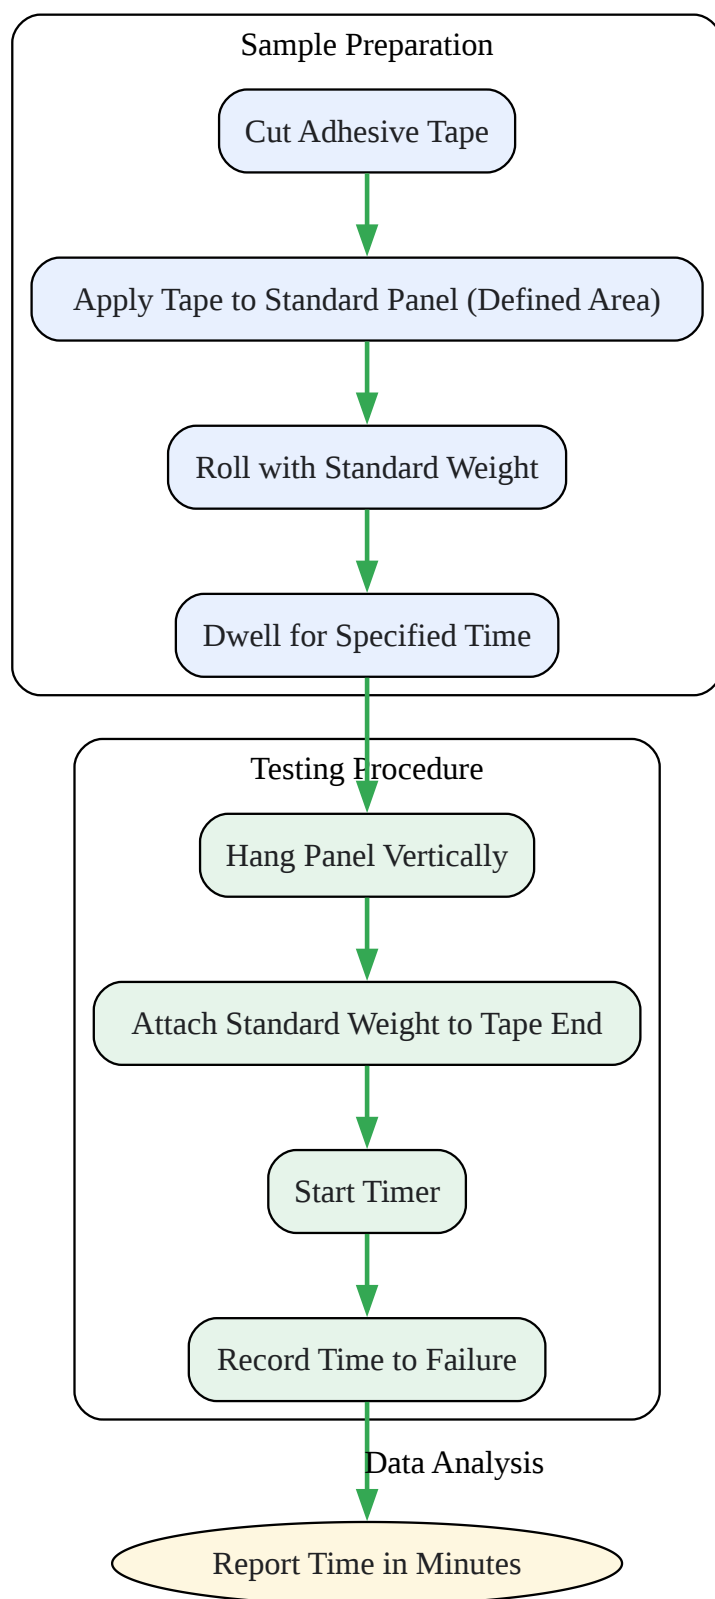 Sample Preparation
Cut Adhesive Tape
Apply Tape to Standard Panel (Defined Area)
Roll with Standard Weight
Dwell for Specified Time
Testing Procedure
Hang Panel Vertically
Attach Standard Weight to Tape End
Start Timer
Record Time to Failure
Data Analysis
Report Time in Minutes